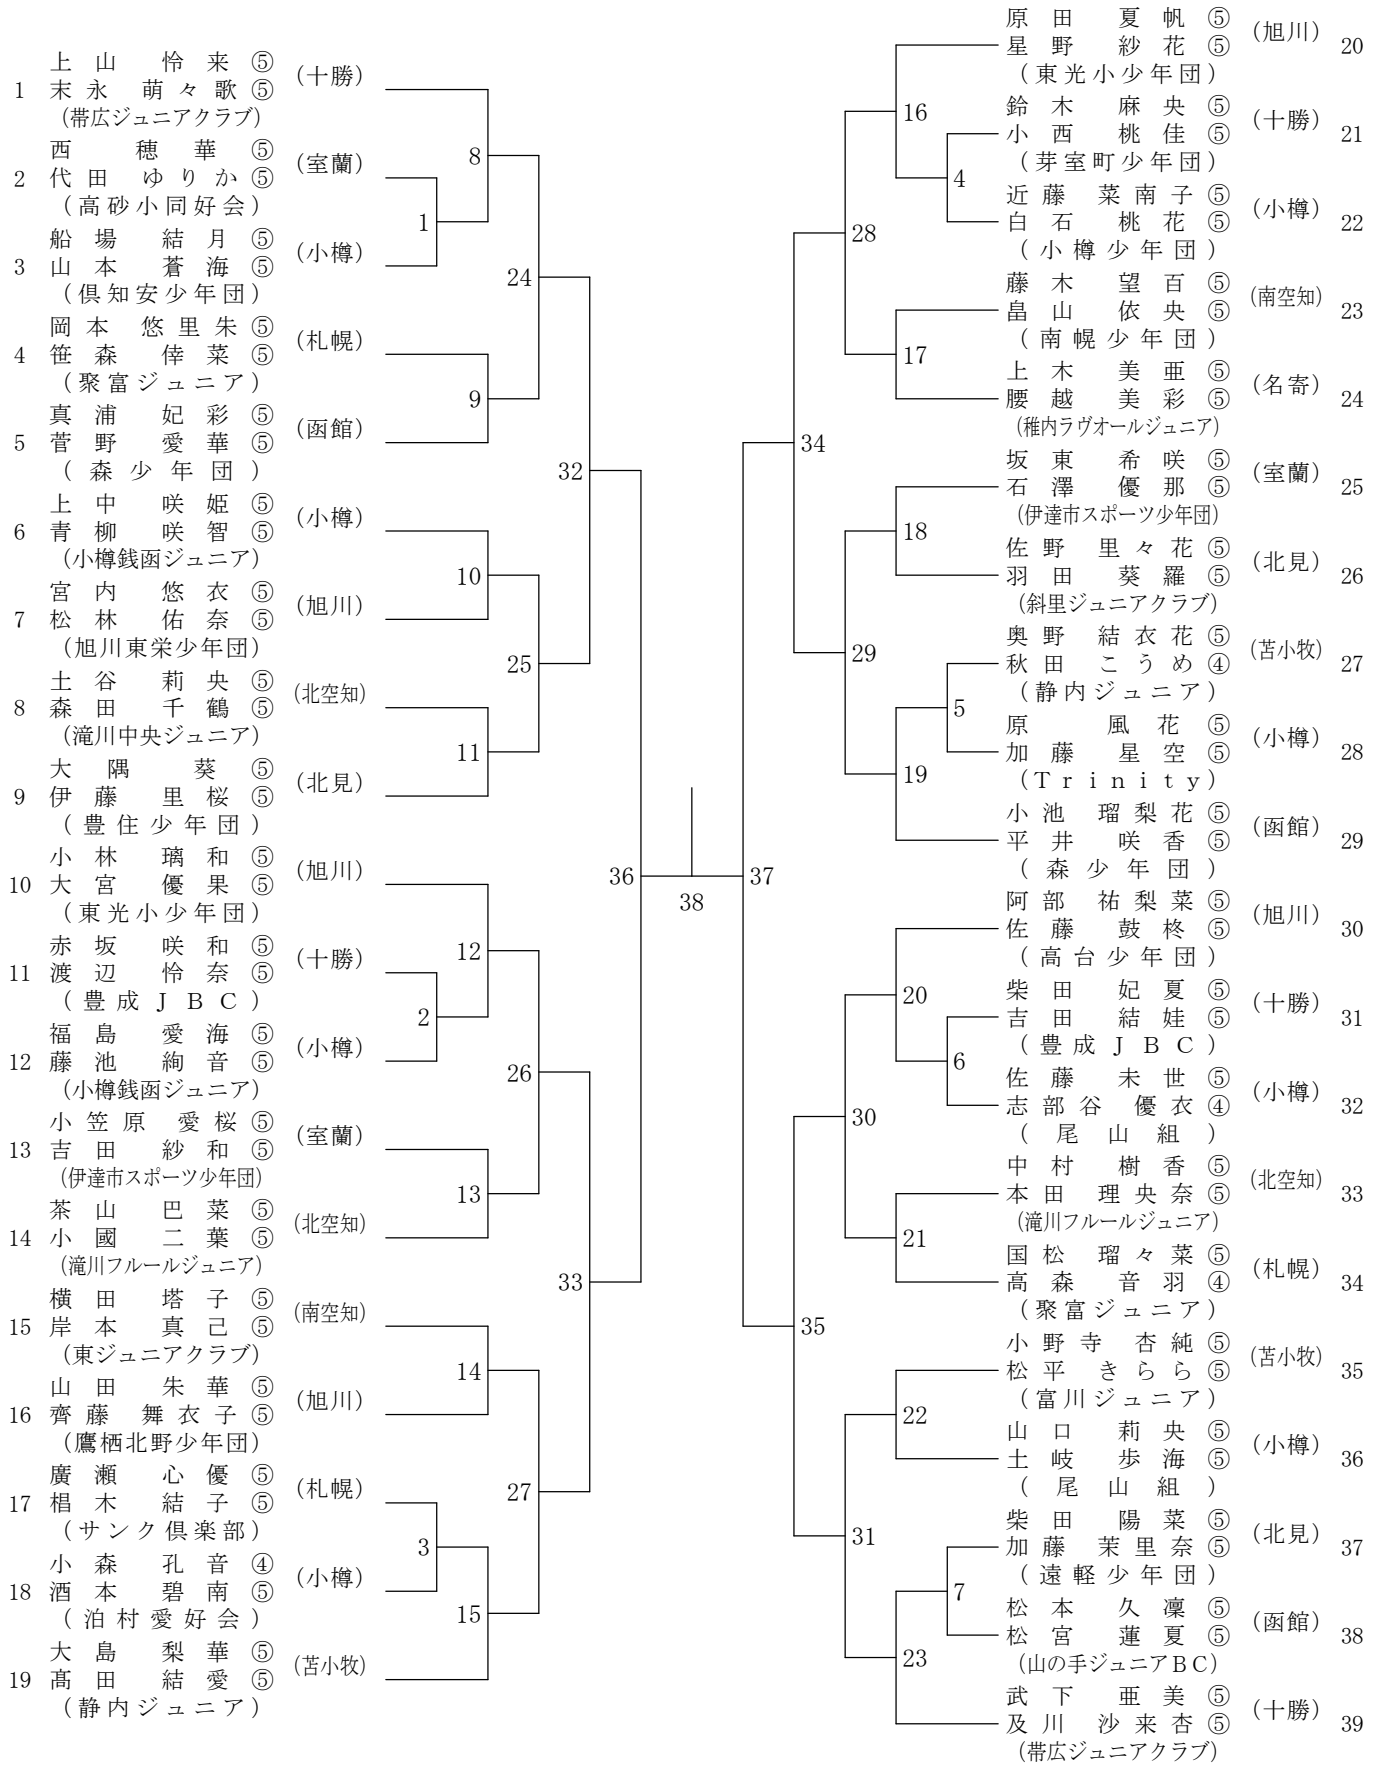 上山 怜来 ⑤
1 末永 萌々歌 ⑤ (十勝)
(帯広ジュニアクラブ)
西 穂華 ⑤
2 代田 ゆりか ⑤ (室蘭)
(高砂小同好会)
船場 結月 ⑤
3 山本 蒼海 ⑤ (小樽)
(倶知安少年団)
岡本 悠里朱 ⑤
4 笹森 倖菜 ⑤ (札幌)
(聚富ジュニア)
真浦 妃彩 ⑤
5 菅野 愛華 ⑤ (函館)
(森少年団)
上中 咲姫 ⑤
6 青柳 咲智 ⑤ (小樽)
(小樽銭函ジュニア)
宮内 悠衣 ⑤
7 松林 佑奈 ⑤ (旭川)
(旭川東栄少年団)
土谷 莉央 ⑤
8 森田 千鶴 ⑤ (北空知)
(滝川中央ジュニア)
大隅 葵 ⑤
9 伊藤 里桜 ⑤ (北見)
(豊住少年団)
小林 璃和 ⑤
10 大宮 優果 ⑤ (旭川)
(東光小少年団)
赤坂 咲和 ⑤
11 渡辺 怜奈 ⑤ (十勝)
(豊成JBC)
福島 愛海 ⑤
12 藤池 絢音 ⑤ (小樽)
(小樽銭函ジュニア)
小笠原 愛桜 ⑤
13 吉田 紗和 ⑤ (室蘭)
(伊達市スポーツ少年団)
茶山 巴菜 ⑤
14 小國 二葉 ⑤ (北空知)
(滝川フルールジュニア)
横田 塔子 ⑤
15 岸本 真己 ⑤ (南空知)
(東ジュニアクラブ)
山田 朱華 ⑤
16 齊藤 舞衣子 ⑤ (旭川)
(鷹栖北野少年団)
廣瀬 心優 ⑤
17 椙木 結子 ⑤ (札幌)
(サンク倶楽部)
小森 孔音 ④
18 酒本 碧南 ⑤ (小樽)
(泊村愛好会)
大島 梨華 ⑤
19 髙田 結愛 ⑤ (苫小牧)
(静内ジュニア)
1
2
3
8
9
10
11
12
13
14
15
24
25
26
27
32
33
36
38
37
34
35
28
29
30
31
16
17
18
19
20
21
22
23
4
5
6
7
原田 夏帆 ⑤
星野 紗花 ⑤ (旭川) 20
(東光小少年団)
鈴木 麻央 ⑤
小西 桃佳 ⑤ (十勝) 21
(芽室町少年団)
近藤 菜南子 ⑤
白石 桃花 ⑤ (小樽) 22
(小樽少年団)
藤木 望百 ⑤
畠山 依央 ⑤ (南空知) 23
(南幌少年団)
上木 美亜 ⑤
腰越 美彩 ⑤ (名寄) 24
(稚内ラヴオールジュニア)
坂東 希咲 ⑤
石澤 優那 ⑤ (室蘭) 25
(伊達市スポーツ少年団)
佐野 里々花 ⑤
羽田 葵羅 ⑤ (北見) 26
(斜里ジュニアクラブ)
奥野 結衣花 ⑤
秋田 こうめ ④ (苫小牧) 27
(静内ジュニア)
原 風花 ⑤
加藤 星空 ⑤ (小樽) 28
(Trinity)
小池 瑠梨花 ⑤
平井 咲香 ⑤ (函館) 29
(森少年団)
阿部 祐梨菜 ⑤
佐藤 鼓柊 ⑤ (旭川) 30
(高台少年団)
柴田 妃夏 ⑤
吉田 結娃 ⑤ (十勝) 31
(豊成JBC)
佐藤 未世 ⑤
志部谷 優衣 ④ (小樽) 32
(尾山組)
中村 樹香 ⑤
本田 理央奈 ⑤ (北空知) 33
(滝川フルールジュニア)
国松 瑠々菜 ⑤
高森 音羽 ④ (札幌) 34
(聚富ジュニア)
小野寺 杏純 ⑤
松平 きらら ⑤ (苫小牧) 35
(富川ジュニア)
山口 莉央 ⑤
土岐 歩海 ⑤ (小樽) 36
(尾山組)
柴田 陽菜 ⑤
加藤 茉里奈 ⑤ (北見) 37
(遠軽少年団)
松本 久凜 ⑤
松宮 蓮夏 ⑤ (函館) 38
(山の手ジュニアBC)
武下 亜美 ⑤
及川 沙来杏 ⑤ (十勝) 39
(帯広ジュニアクラブ)